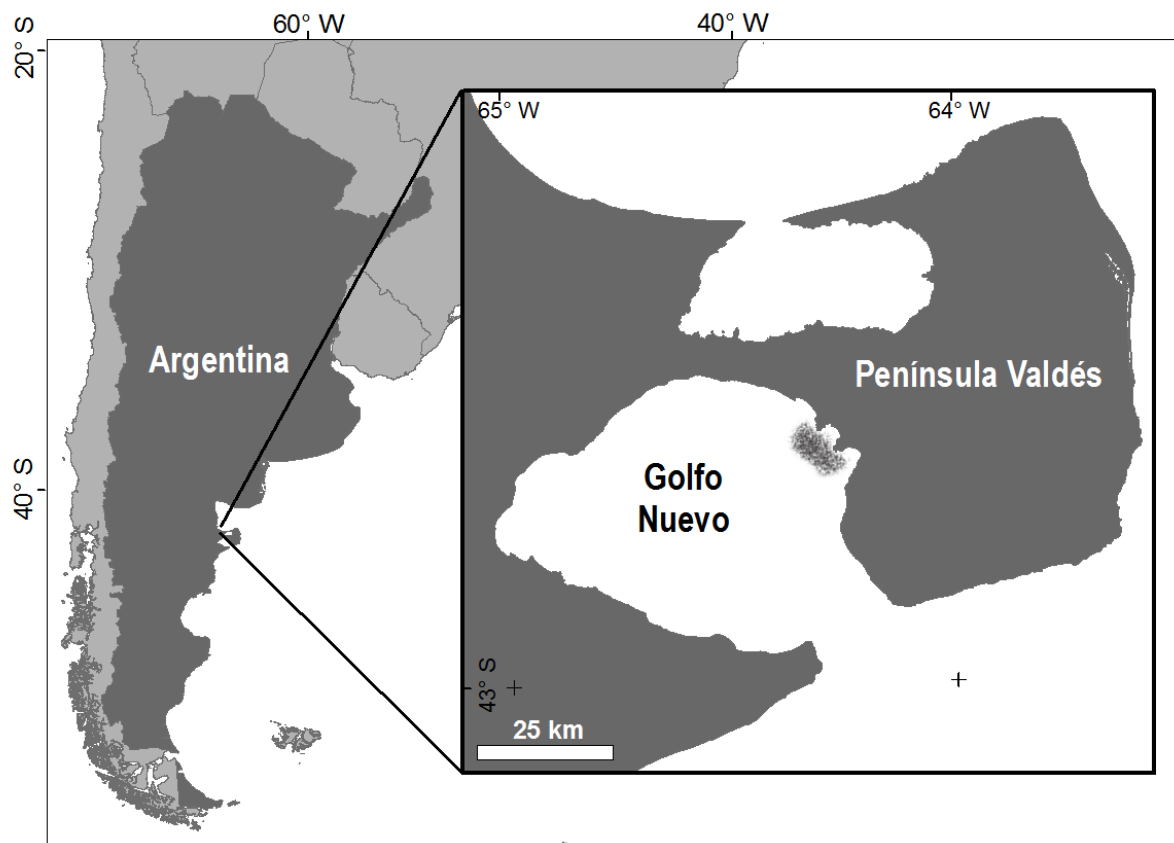 60° W
40° W
20° S
65° W
64° W
Argentina
Península Valdés
Golfo
Nuevo
40° S
43° S
25 km